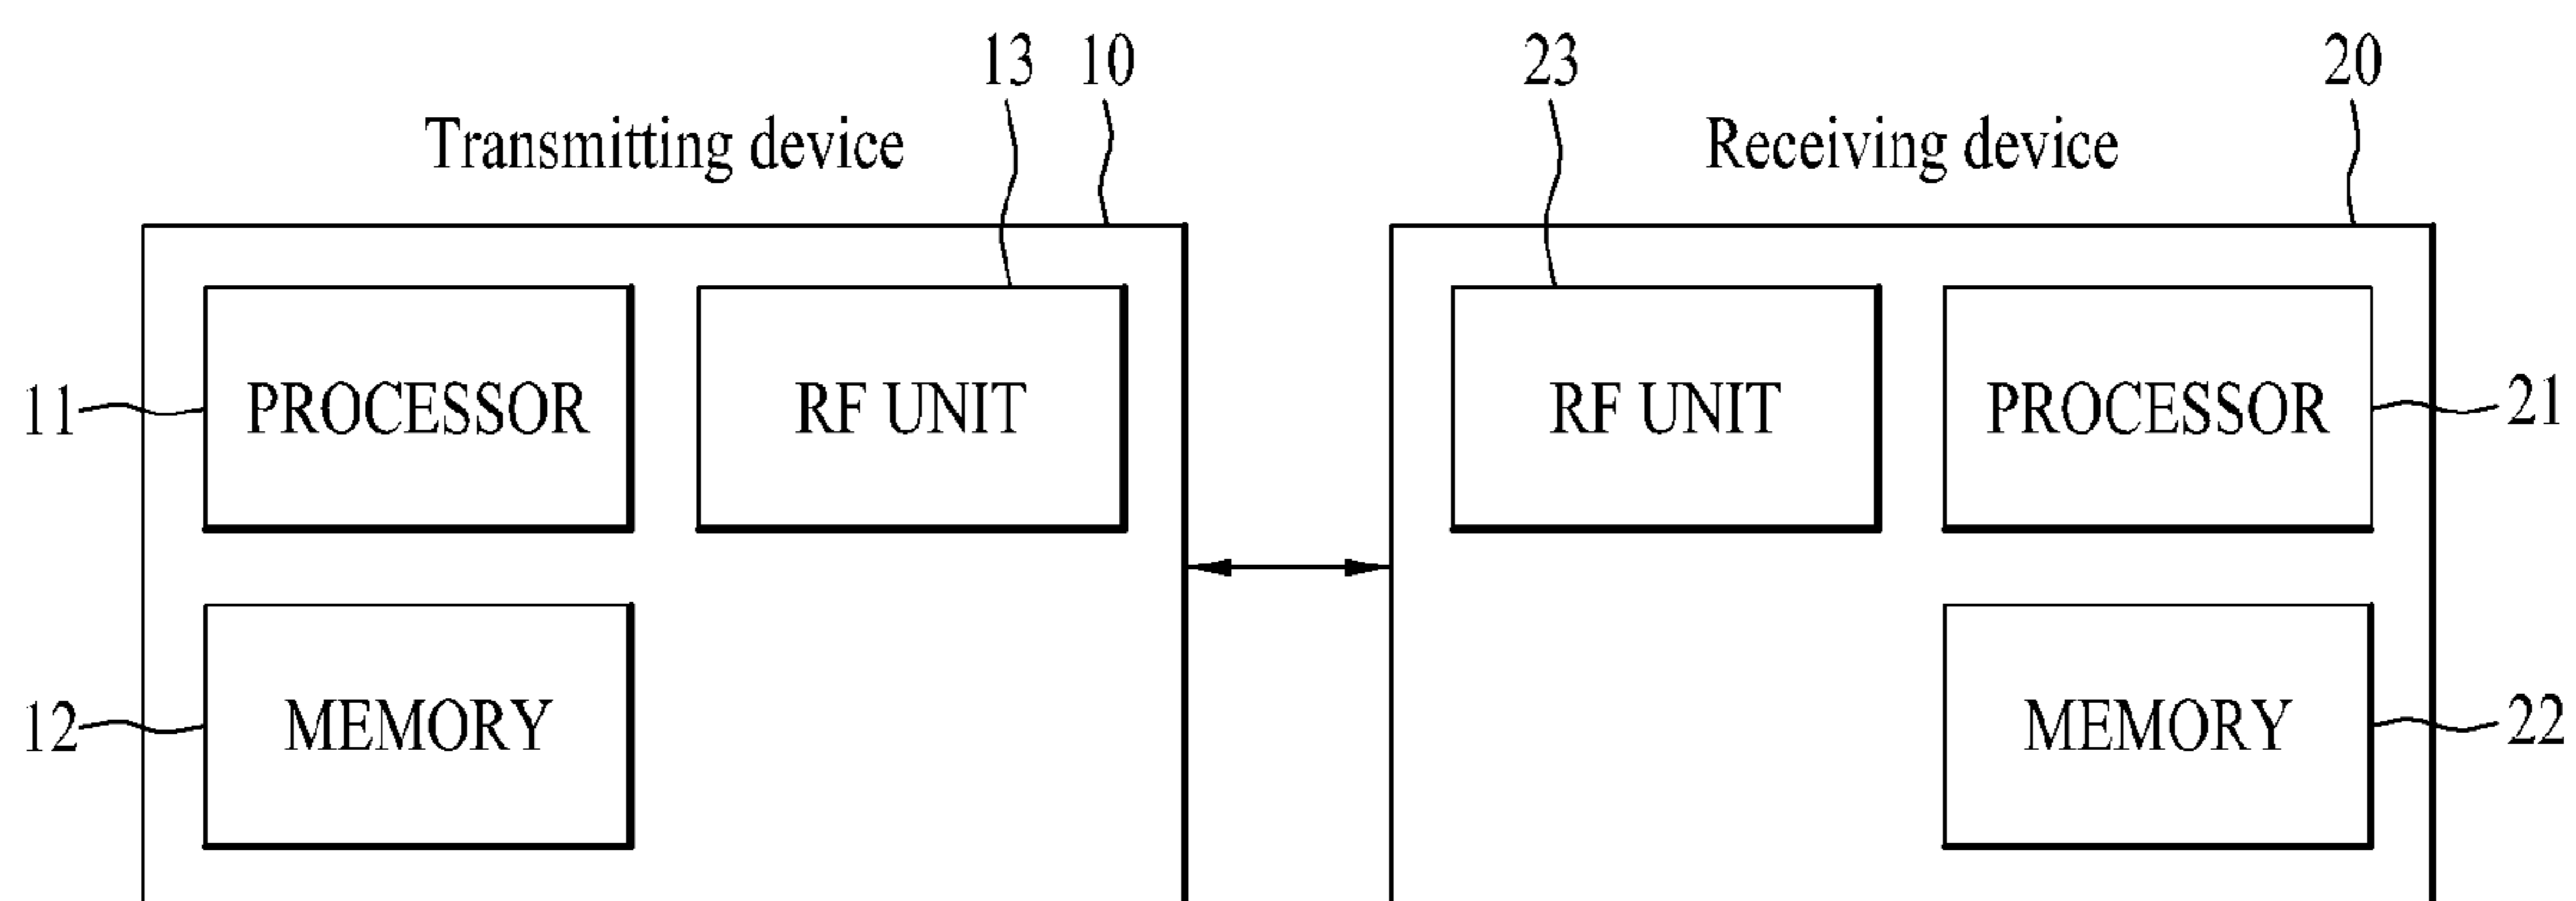 13 10 23 20
Transmitting device Receiving device
11 PROCESSOR RF UNIT RF UNIT PROCESSOR 21
12 MEMORY MEMORY 22